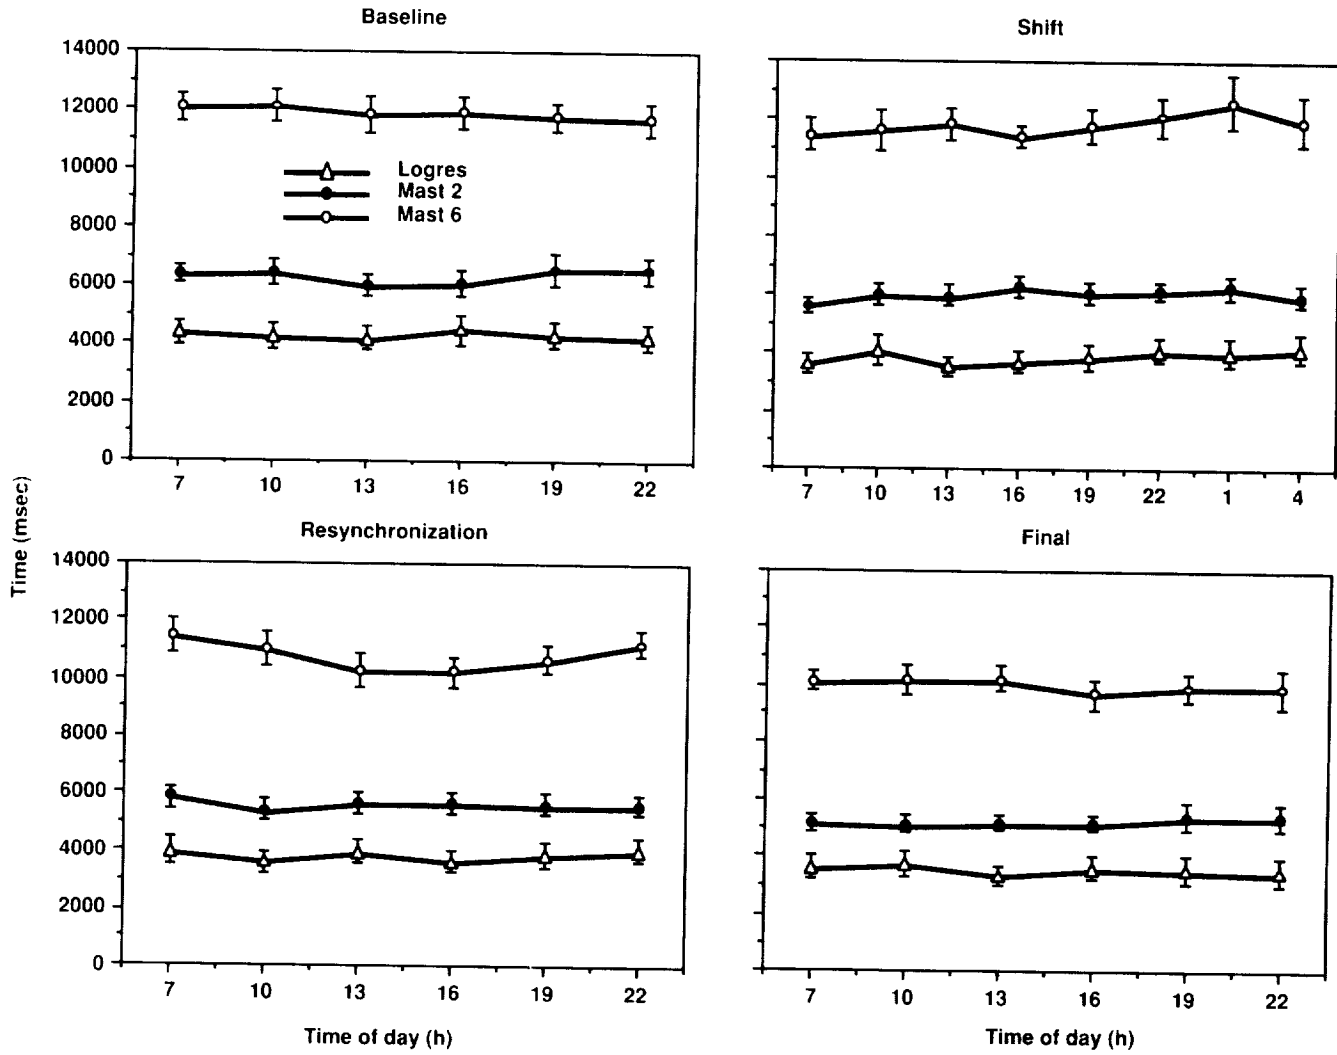 Baseline
14000
12000
10000
8000
6000
4000
2000
0
Logres
Mast 2
Mast 6
7 10 13 16 19 22
Shift
7 10 13 16 19 22 1 4
Time (msec)
Resynchronization
14000
12000
10000
8000
6000
4000
2000
0
7 10 13 16 19 22
Time of day (h)
Final
7 10 13 16 19 22
Time of day (h)